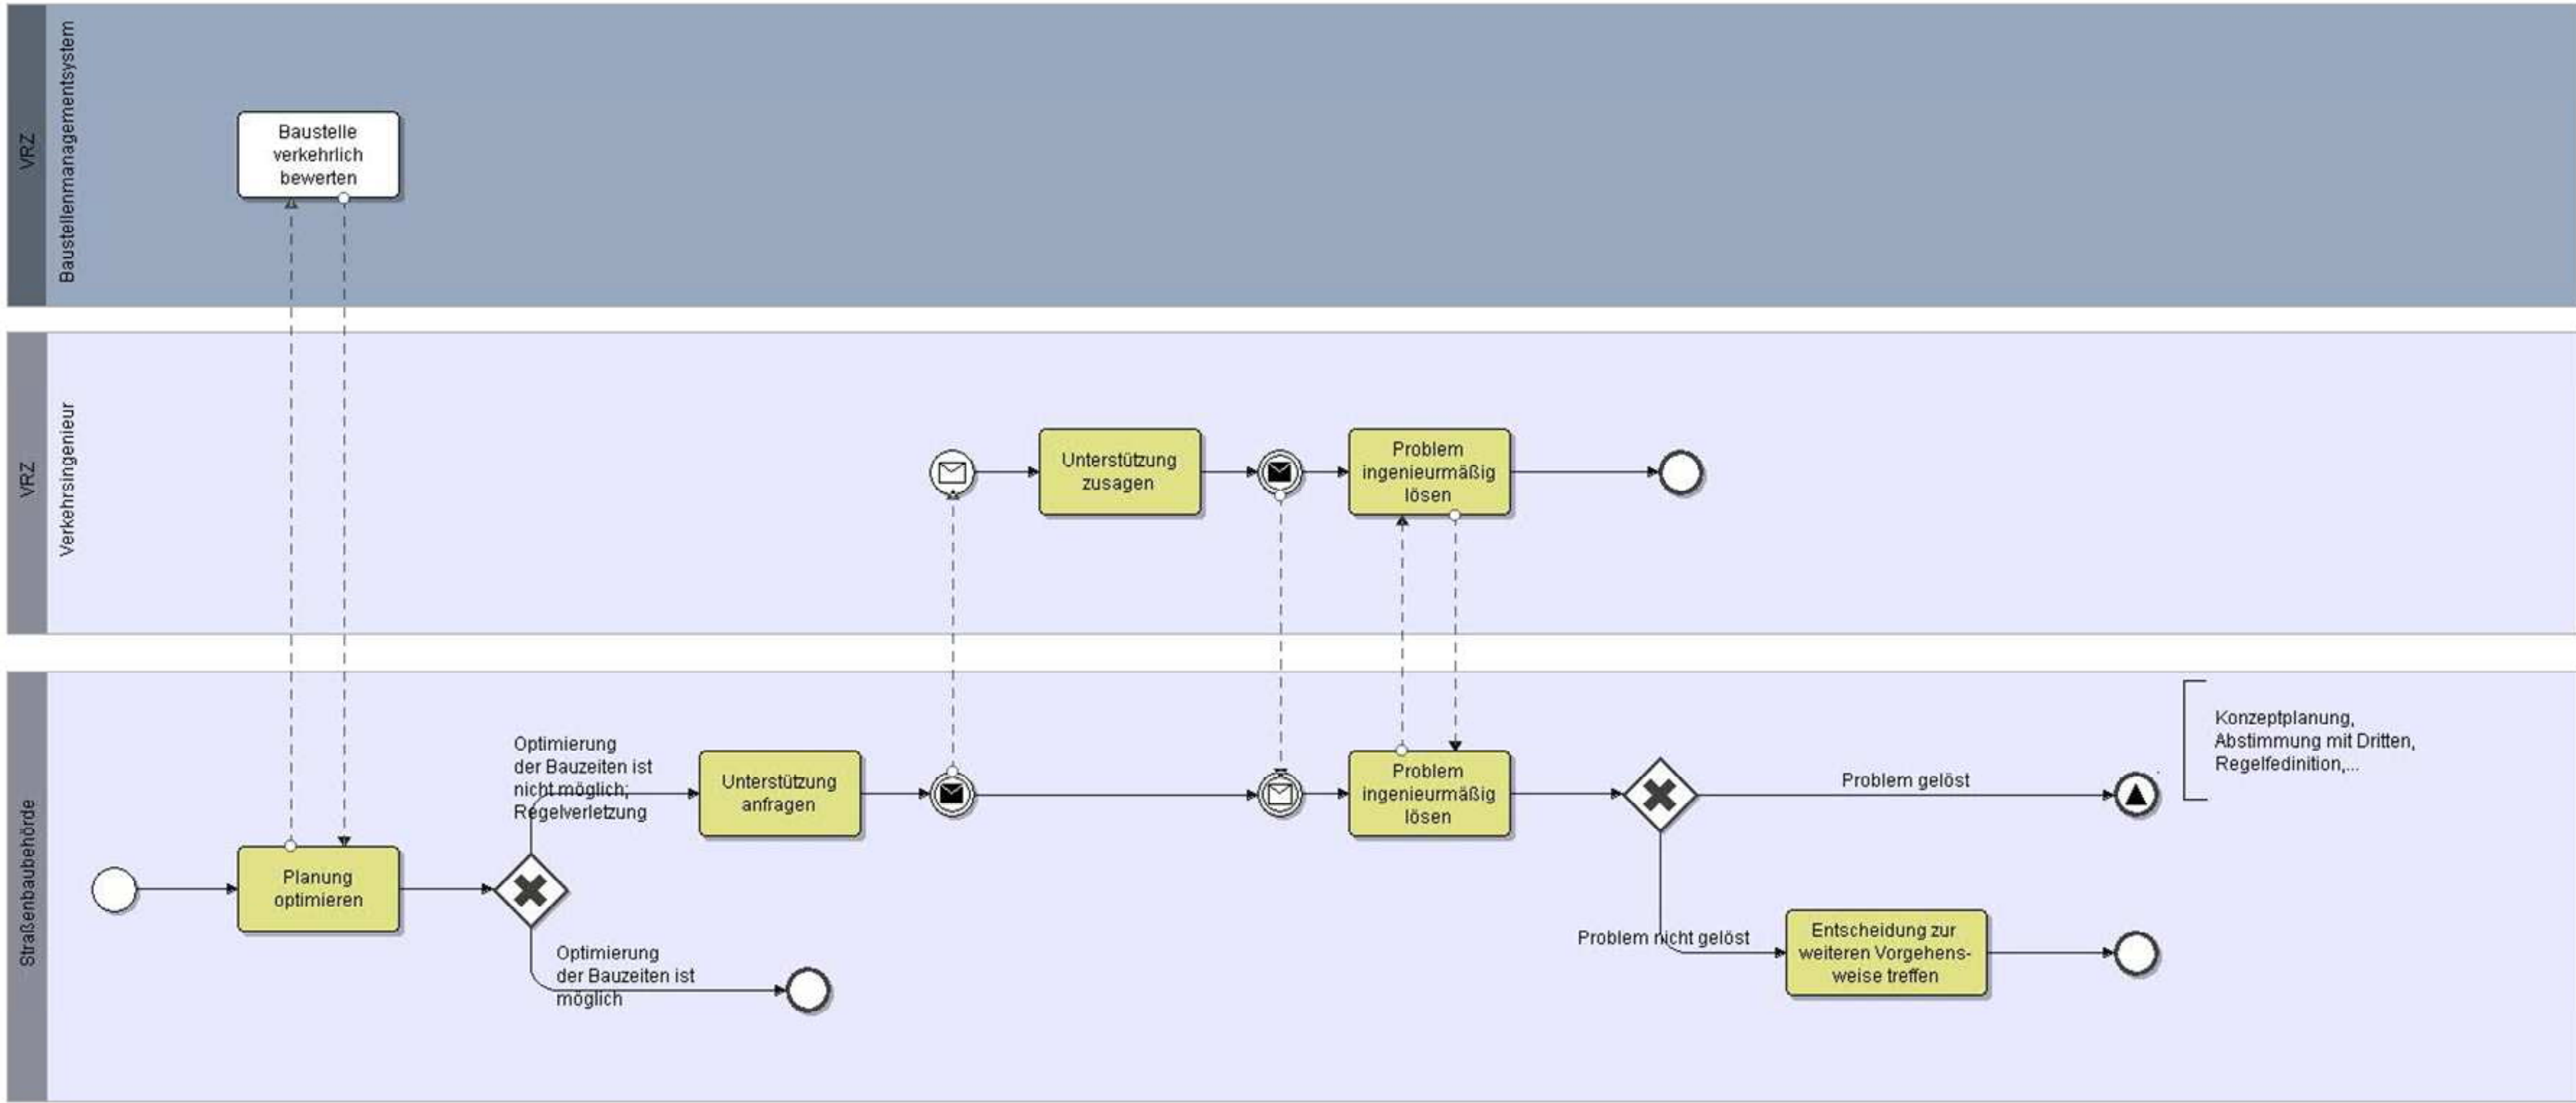 VRZ
Baustellenmanagementsystem
Baustelle
verkehrlich
bewerten
VRZ
Verkehrsingenieur
Unterstützung
zusagen
Problem
ingenieurmäßig
lösen
Straßenbaubehörde
Planung
optimieren
Optimierung
der Bauzeiten ist
nicht möglich;
Regelverletzung
Optimierung
der Bauzeiten ist
möglich
Unterstützung
anfragen
Problem
ingenieurmäßig
lösen
Problem gelöst
Problem nicht gelöst
Entscheidung zur
weiteren Vorgehens-
weise treffen
Konzeptplanung,
Abstimmung mit Dritten,
Regelfedinition,...